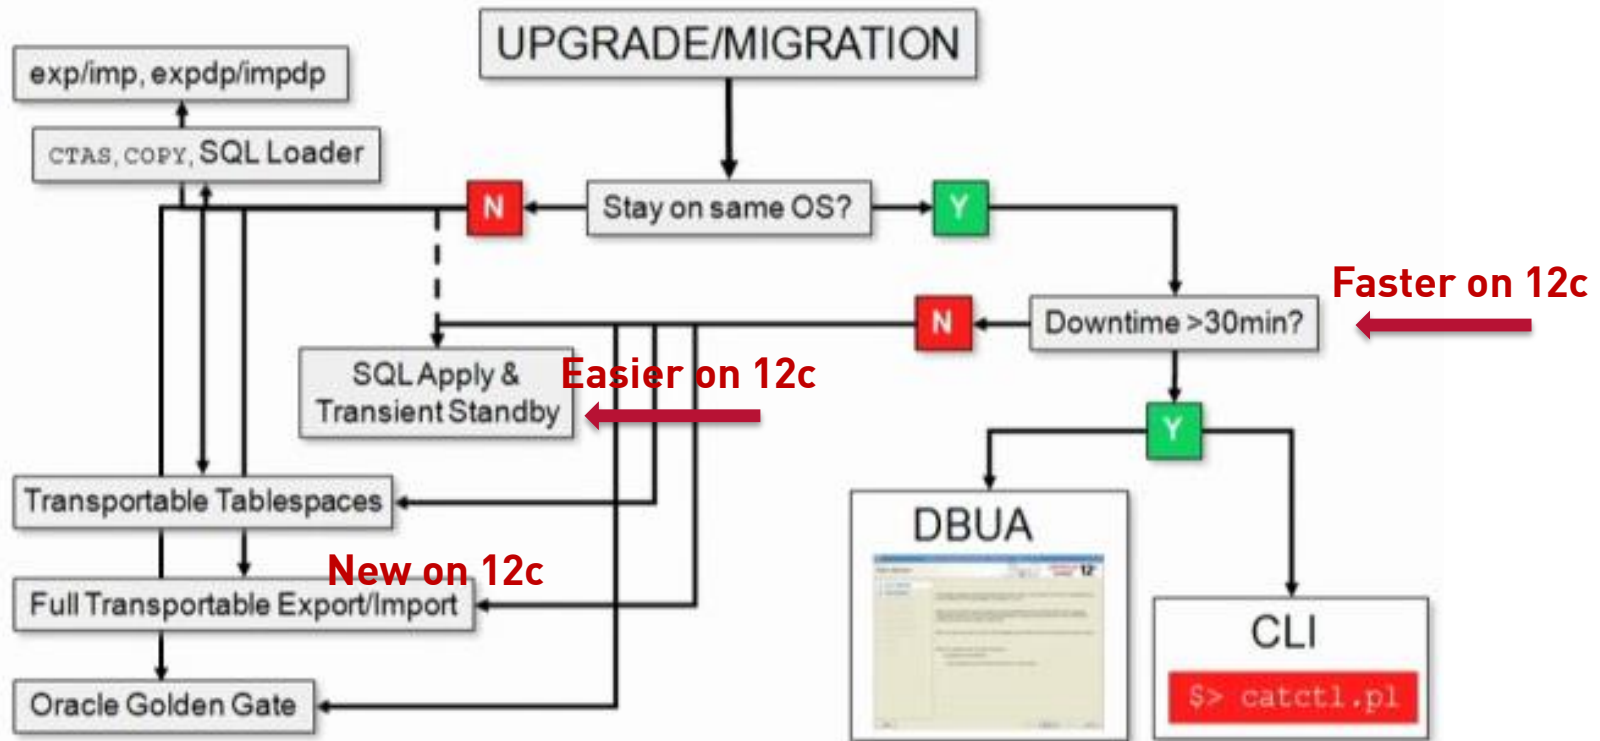 UPGRADE/MIGRATION
exp/imp, expdp/impdp
CTAS, COPY, SQL Loader
N
Stay on same OS?
Y
Faster on 12c
N
Downtime >30min?
SQL Apply &
Transient Standby
Easier on 12c
Y
Transportable Tablespaces
DBUA
12
New on 12c
Full Transportable Export/Import
CLI
$> catctl.pl
Oracle Golden Gate